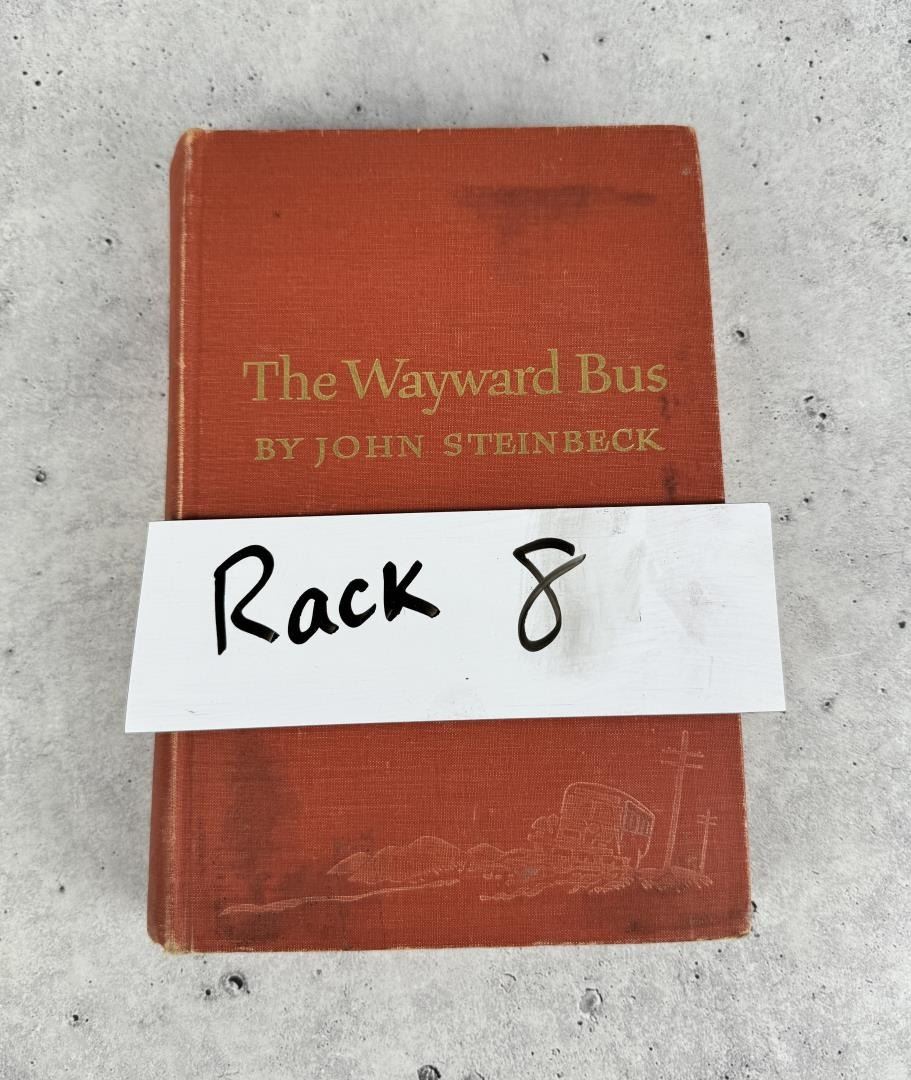 The Wayward Bus
BY JOHN STEINBECK
Rack 8